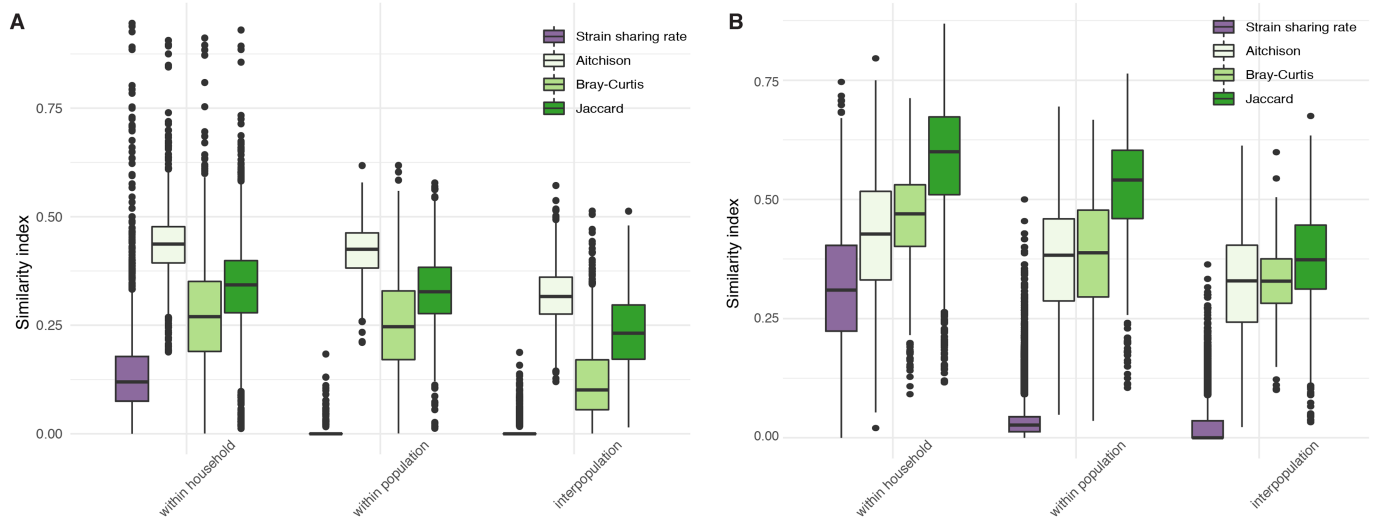 A
Strain sharing rate
Aitchison
Bray-Curtis
Jaccard
Similarity index
0.75
0.50
0.25
0.00
within household
within population
interpopulation
B
Strain sharing rate
Aitchison
Bray-Curtis
Jaccard
Similarity index
0.75
0.50
0.25
0.00
within household
within population
interpopulation